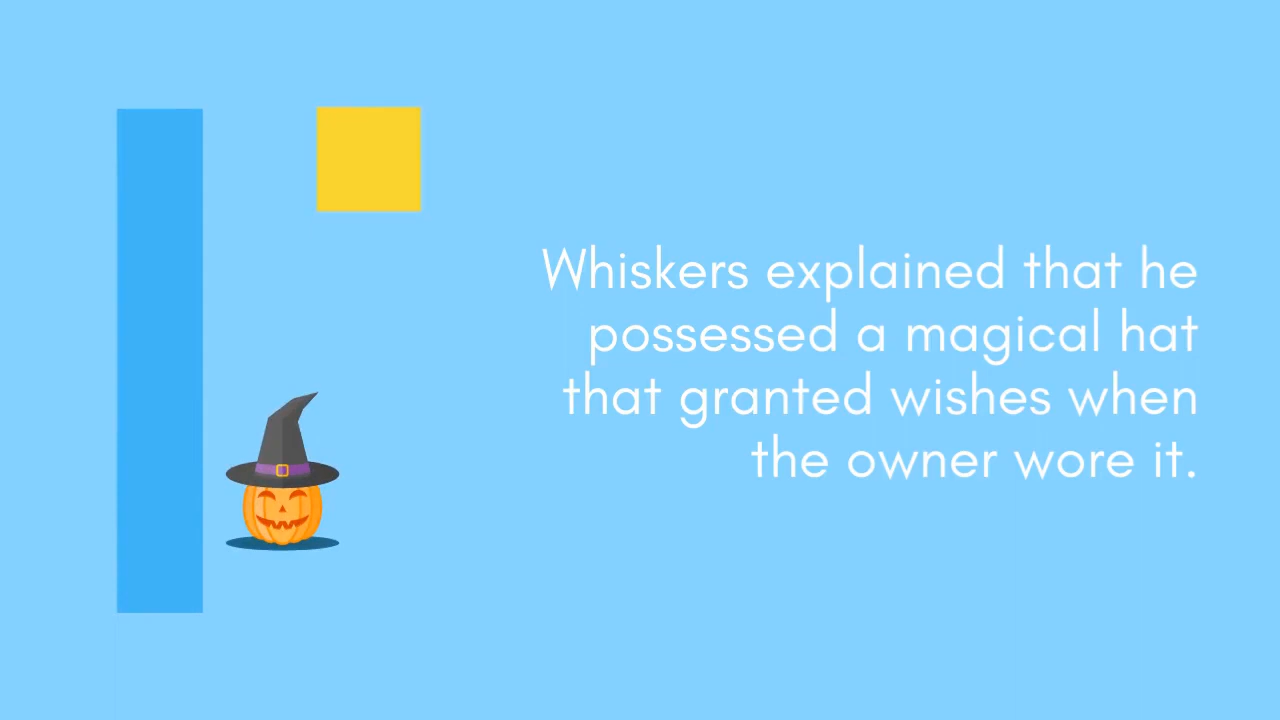 Whiskers explained that he
possessed a magical hat
that granted wishes when
the owner wore it.